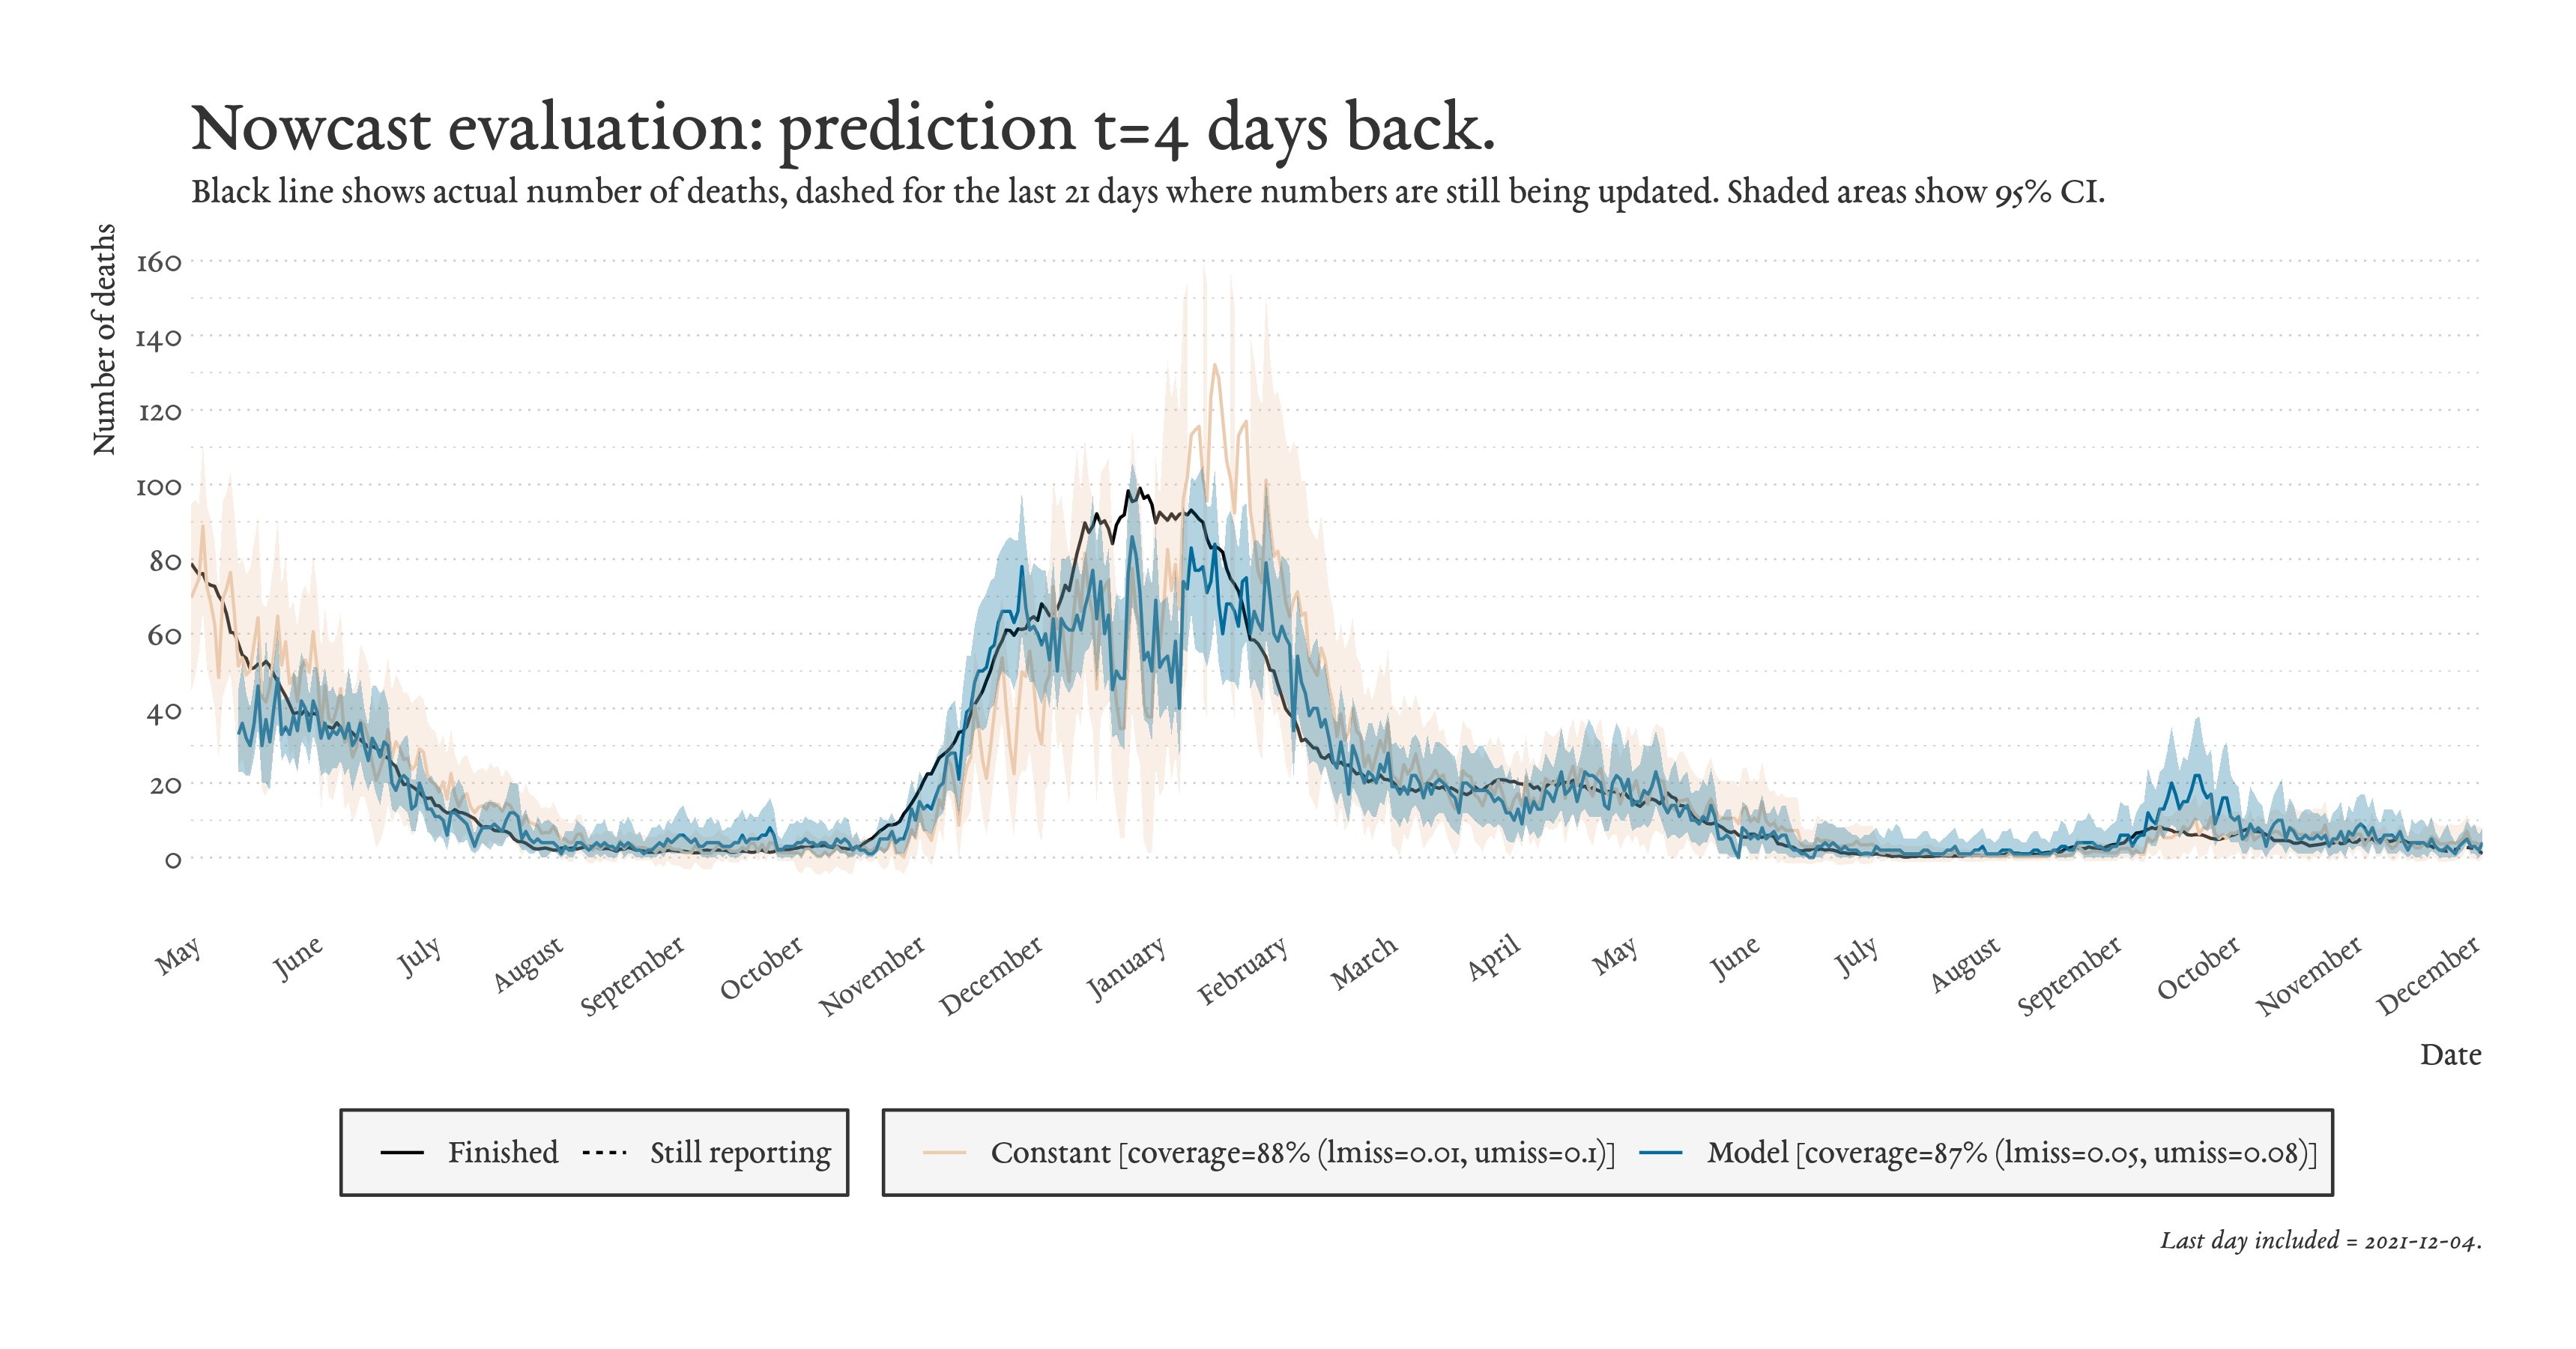 Nowcast evaluation: prediction t=4 days back.
Black line shows actual number of deaths, dashed for the last 21 days where numbers are still being updated. Shaded areas show 95% CI.
Number of deaths
160
140
120
100
80
60
40
20
0
May
June
July
August
September
October
November
December
January
February
March
April
May
June
July
August
September
October
November
December
Date
Finished
Still reporting
Constant [coverage=88% (lmiss=0.01, umiss=0.1)]
Model [coverage=87% (lmiss=0.05, umiss=0.08)]
Last day included = 2021-12-04.